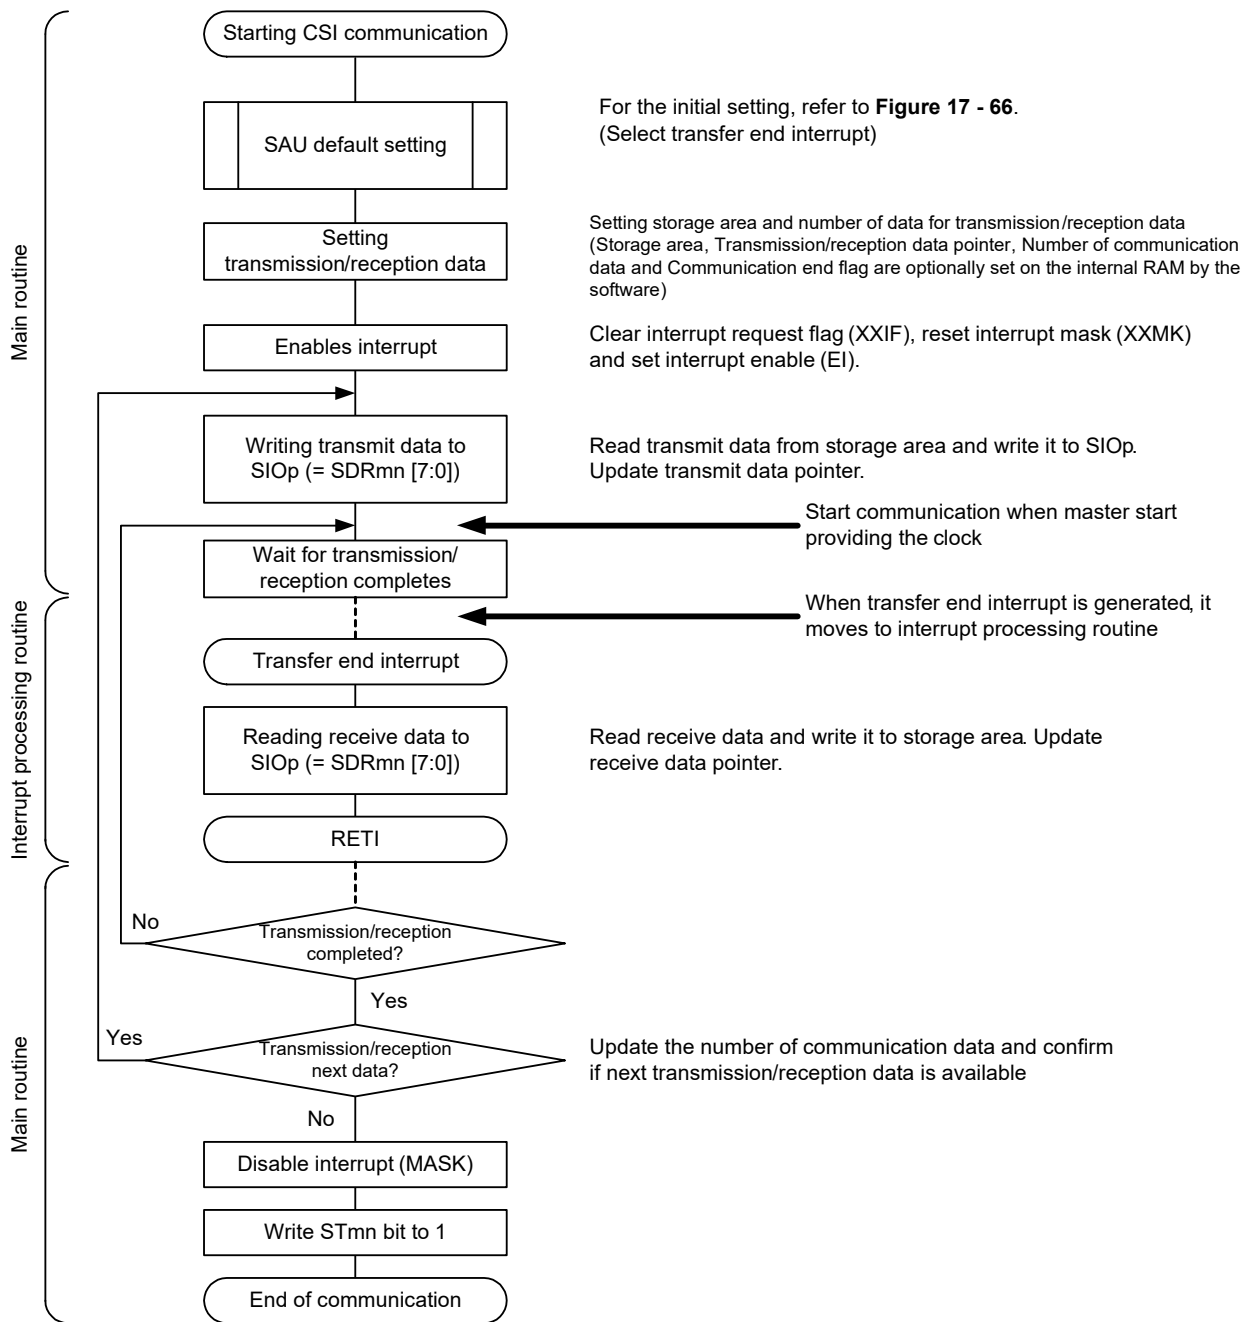 Starting CSI communication
For the initial setting, refer to Figure 17 - 66.
(Select transfer end interrupt)
SAU default setting
Setting
transmission/reception data
Setting storage area and number of data for transmission/reception data
(Storage area, Transmission/reception data pointer, Number of communication
data and Communication end flag are optionally set on the internal RAM by the
software)
Main routine
Enables interrupt
Clear interrupt request flag (XXIF), reset interrupt mask (XXMK)
and set interrupt enable (EI).
Writing transmit data to
SIOp (= SDRmn [7:0])
Read transmit data from storage area and write it to SIOp.
Update transmit data pointer.
Start communication when master start
providing the clock
Wait for transmission/
reception completes
When transfer end interrupt is generated, it
moves to interrupt processing routine
Transfer end interrupt
Interrupt processing routine
Reading receive data to
SIOp (= SDRmn [7:0])
Read receive data and write it to storage area. Update
receive data pointer.
RETI
No
Transmission/reception
completed?
Yes
Yes
Transmission/reception
next data?
Update the number of communication data and confirm
if next transmission/reception data is available
Main routine
No
Disable interrupt (MASK)
Write STmn bit to 1
End of communication